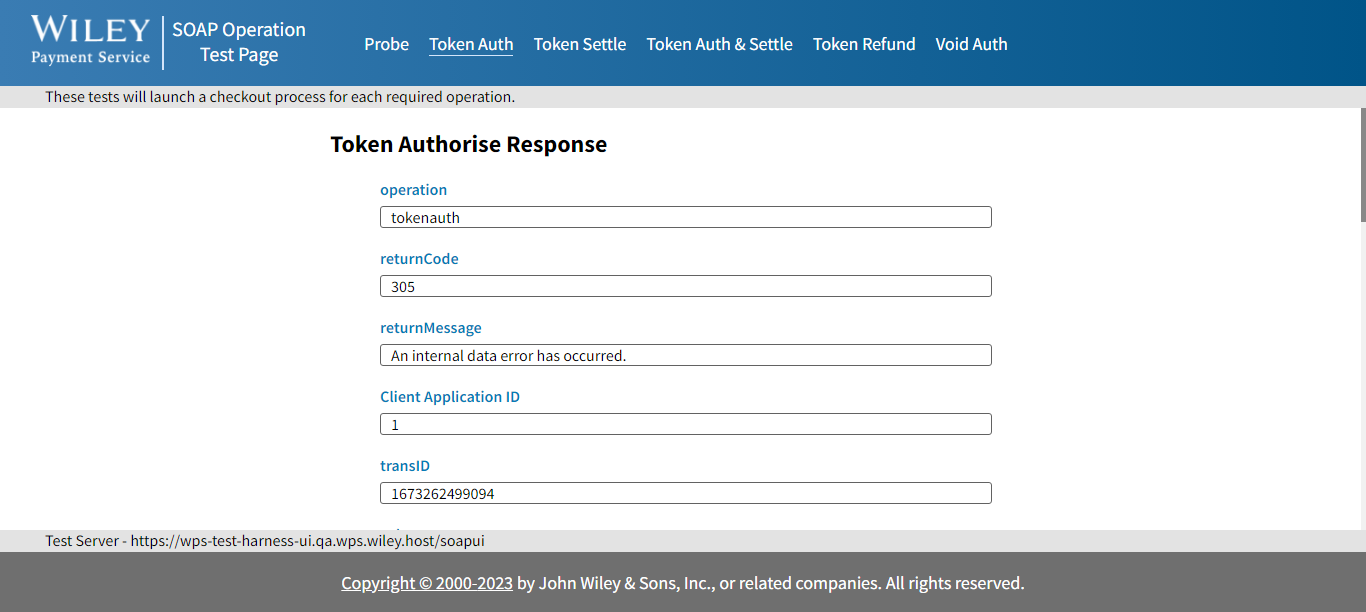 WILEY
Payment Service
SOAP Operation
Test Page
Probe Token Auth Token Settle Token Auth & Settle Token Refund Void Auth
These tests will launch a checkout process for each required operation.
Token Authorise Response
operation
tokenauth
returnCode
305
returnMessage
An internal data error has occurred.
Client Application ID
1
transID
1673262499094
Test Server - https://wps-test-harness-ui.qa.wps.wiley.host/soapui
Copyright © 2000-2023 by John Wiley & Sons, Inc., or related companies. All rights reserved.